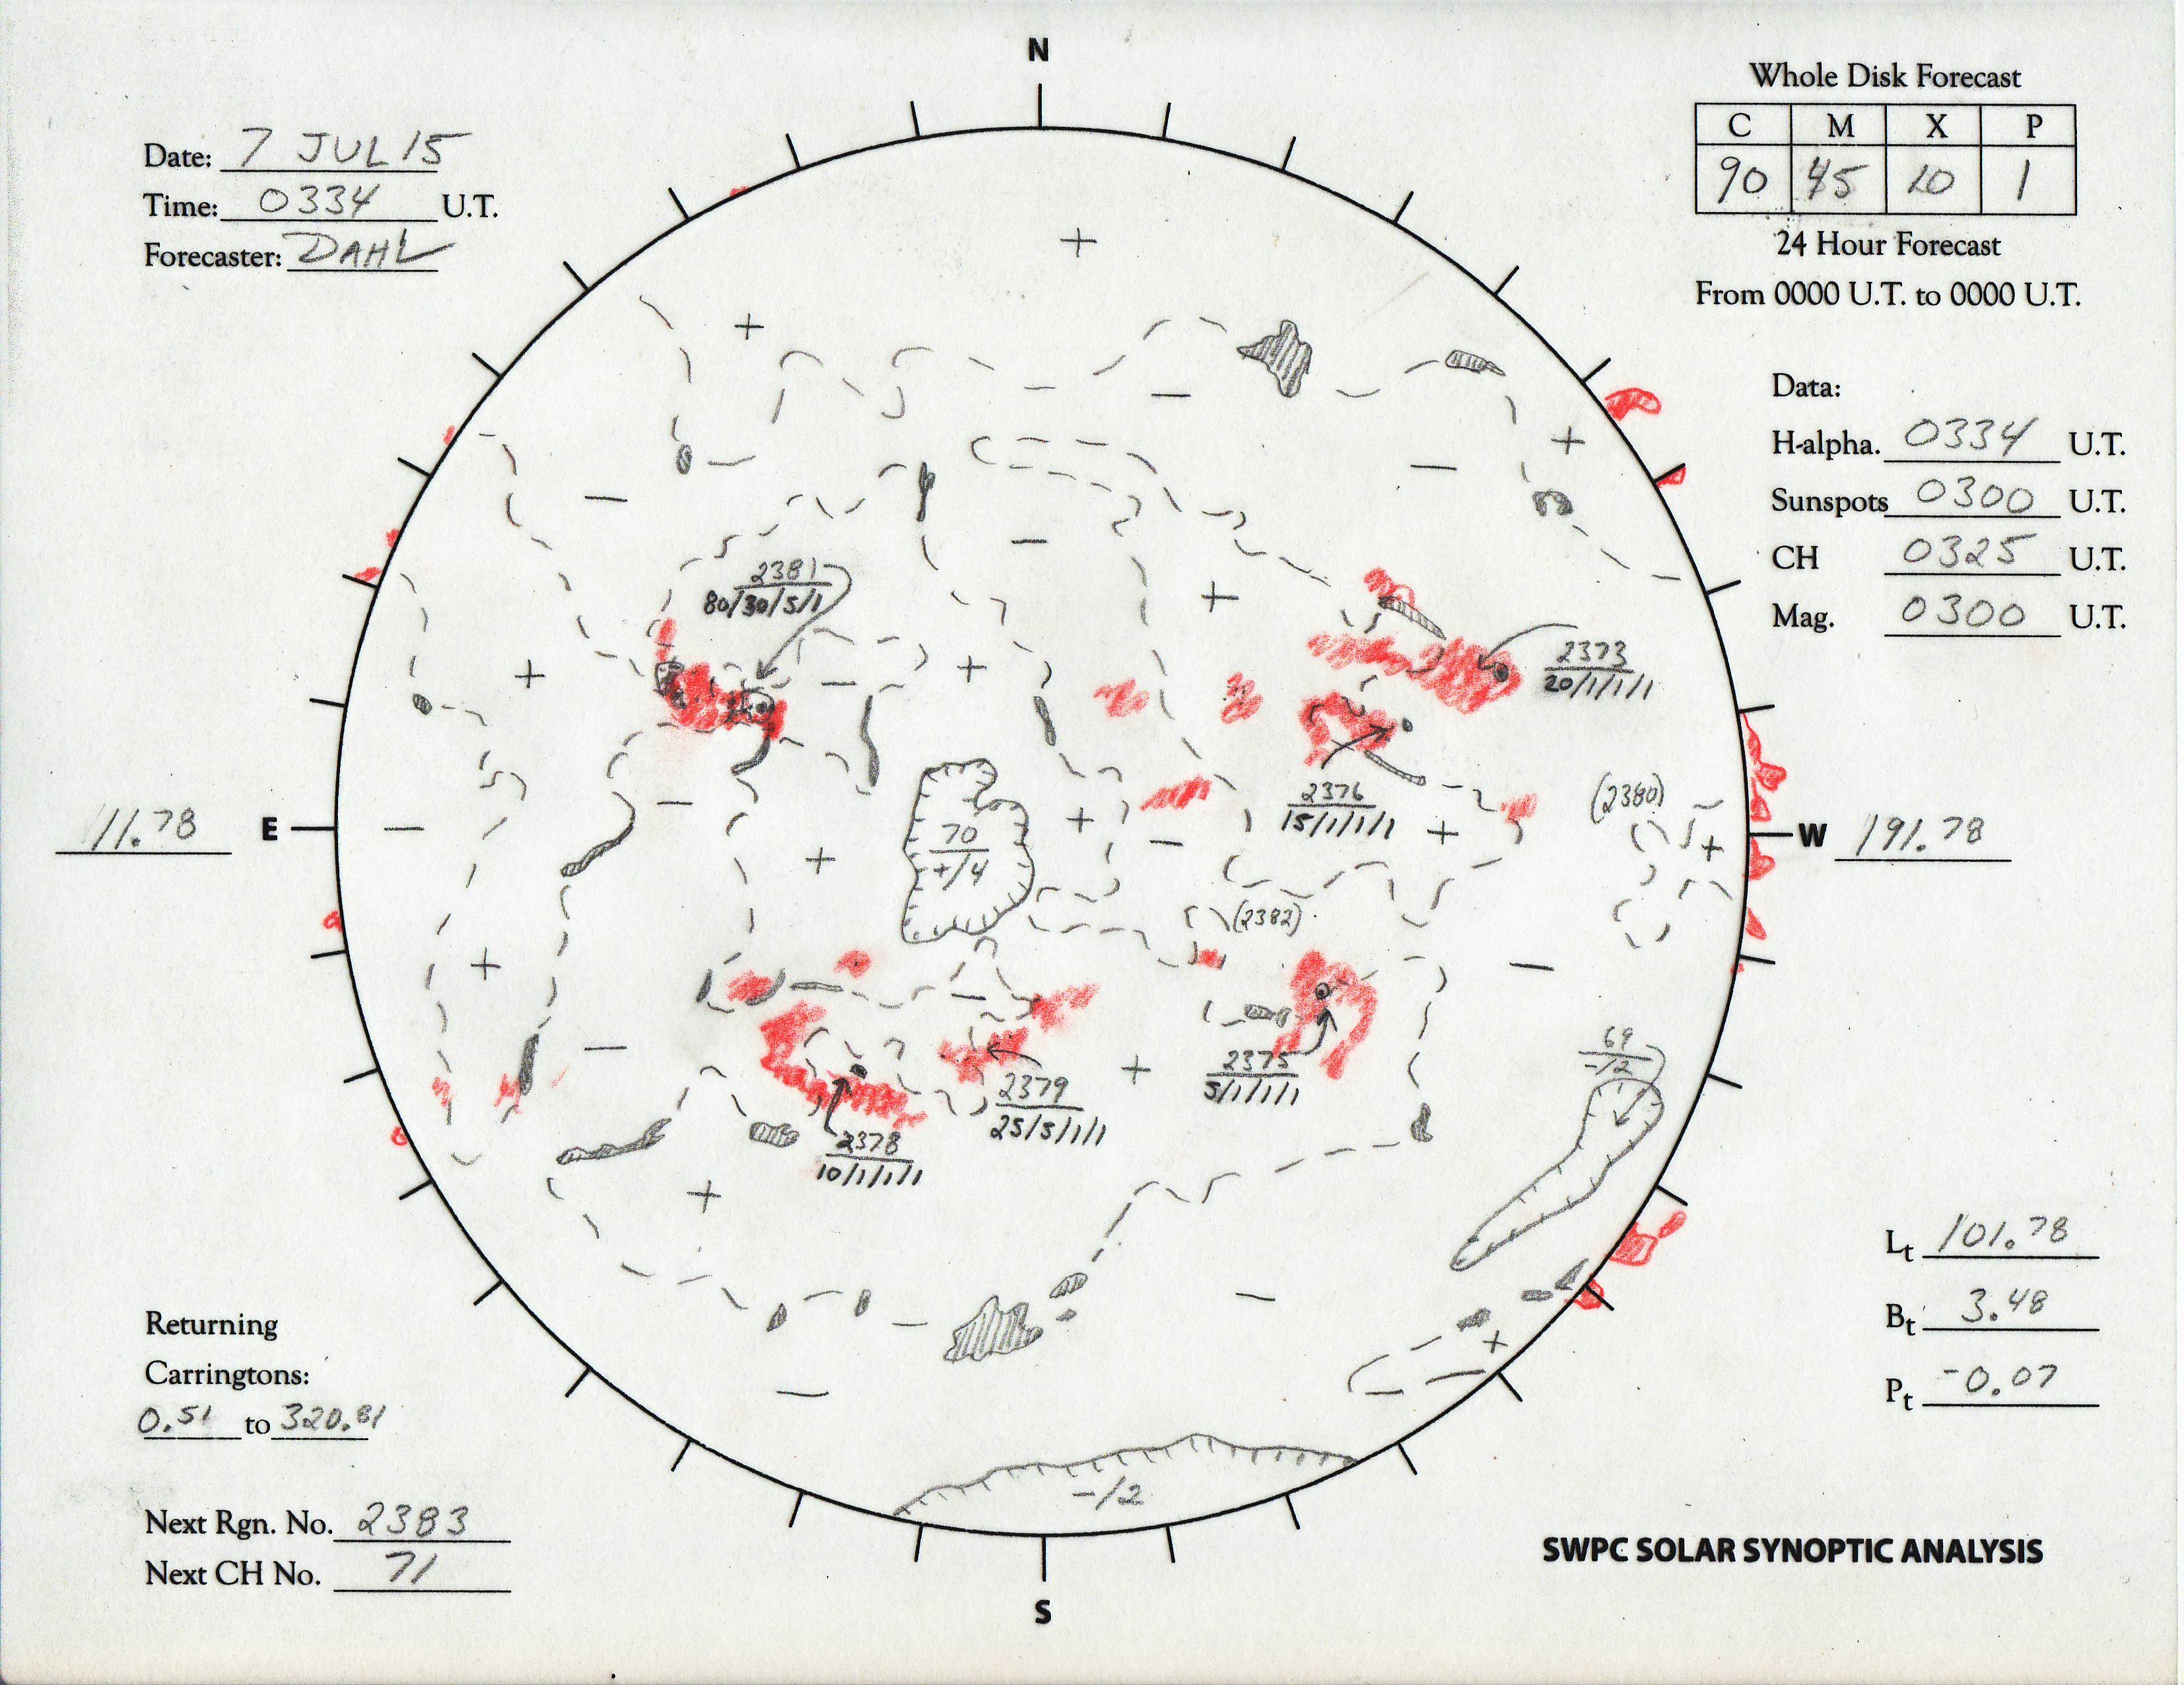 N
Date: 7 JUL 15
Time: 0334 U.T.
Forecaster: DAHL
Whole Disk Forecast
C M X P
90 45 10 1
24 Hour Forecast
From 0000 U.T. to 0000 U.T.
Data:
H-alpha. 0334 U.T.
Sunspots 0300 U.T.
CH 0325 U.T.
Mag. 0300 U.T.
2381
80/30/5/1
2373
20/1/1/1
2376
15/1/1/1
(2380)
11.78 E
70
+/4
W 191.78
(2382)
69
-/2
2375
5/1/1/1
2379
25/5/1/1
2378
10/1/1/1
Lt 101.78
Bt 3.48
Pt -0.07
Returning
Carringtons:
0.51 to 320.81
-/2
Next Rgn. No. 2383
Next CH No. 71
SWPC SOLAR SYNOPTIC ANALYSIS
S